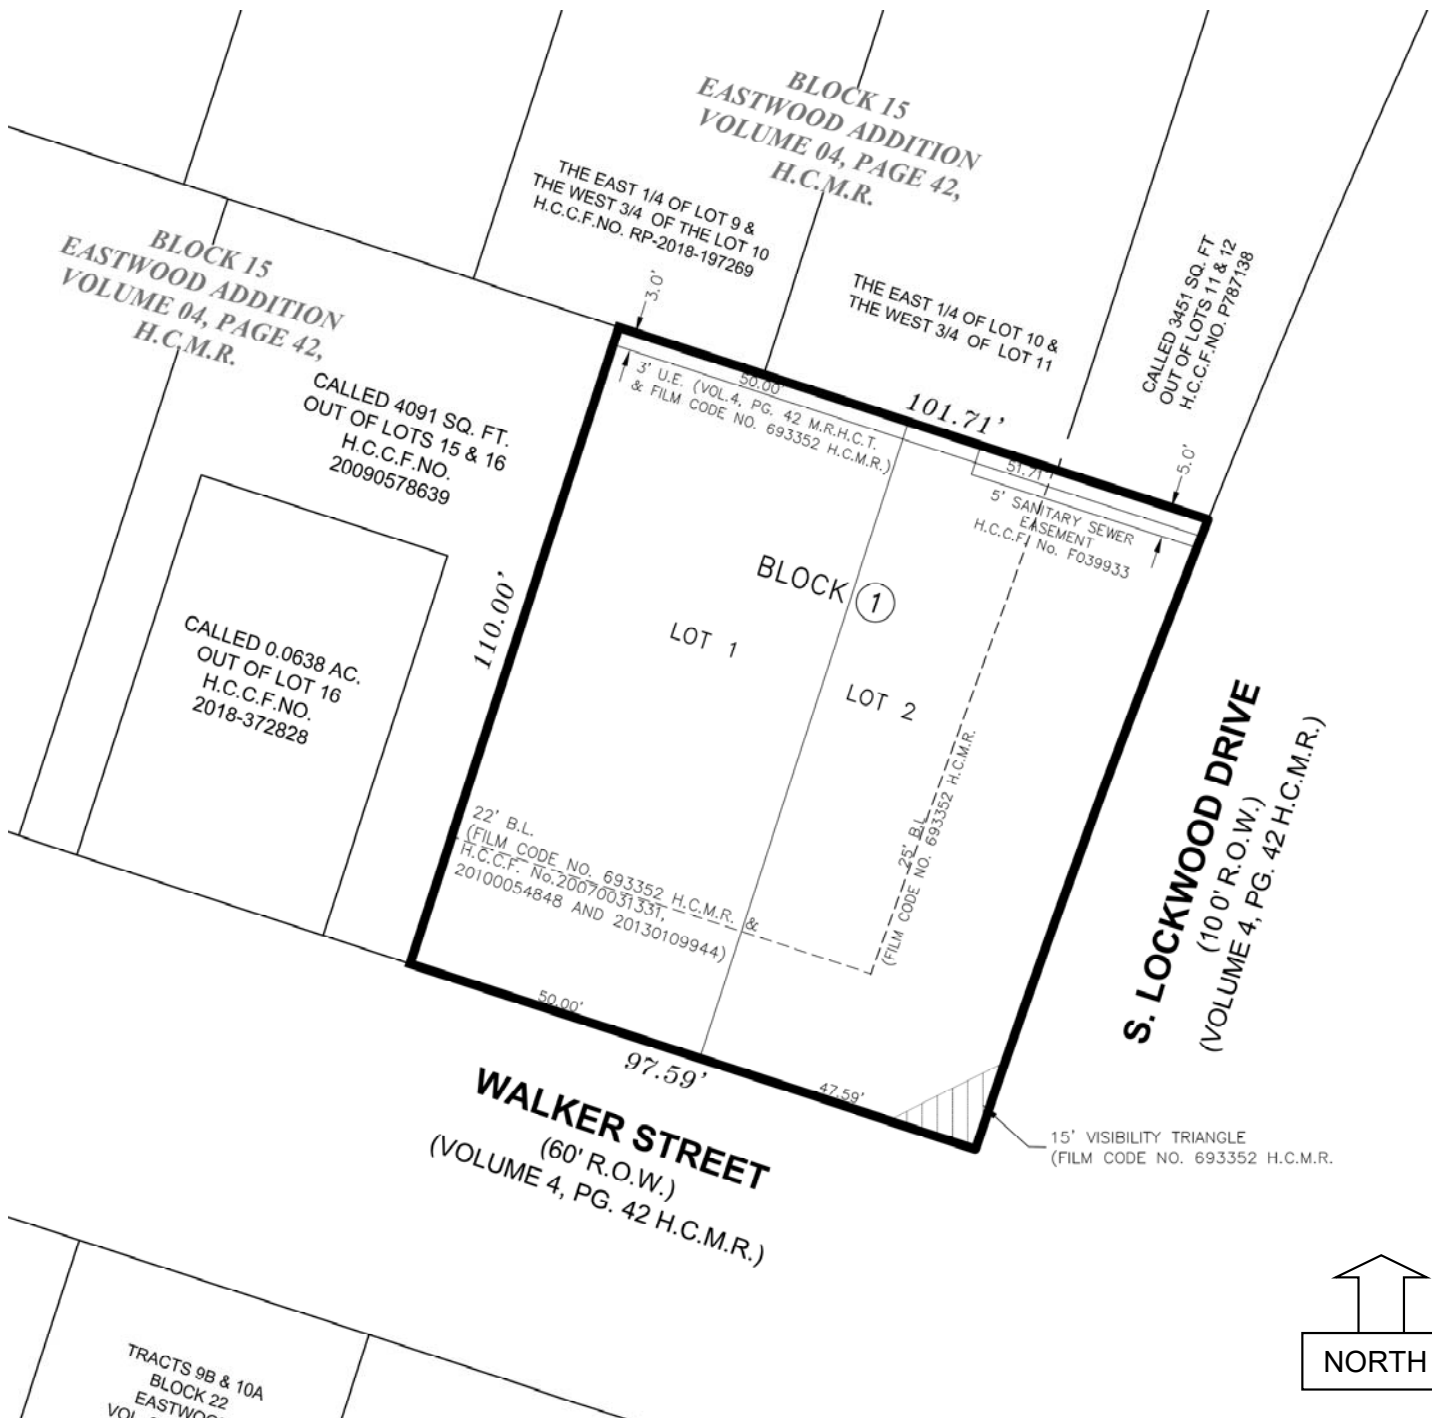 BLOCK 15
EASTWOOD ADDITION
VOLUME 04, PAGE 42,
H.C.M.R.
THE EAST 1/4 OF LOT 9 &
THE WEST 3/4 OF THE LOT 10
H.C.C.F.NO. RP-2018-197269
BLOCK 15
EASTWOOD ADDITION
VOLUME 04, PAGE 42,
H.C.M.R.
3.0'
THE EAST 1/4 OF LOT 10 &
THE WEST 3/4 OF LOT 11
CALLED 3451 SQ. FT
OUT OF LOTS 11 & 12
H.C.C.F.NO. P787138
CALLED 4091 SQ. FT.
OUT OF LOTS 15 & 16
H.C.C.F.NO.
20090578639
50.00'
3' U.E. (VOL.4, PG. 42 M.R.H.C.T.
& FILM CODE NO. 693352 H.C.M.R.)
101.71'
51.71'
5.0'
5' SANITARY SEWER
EASEMENT
H.C.C.F. No. F039933
BLOCK 1
LOT 1
LOT 2
110.00'
CALLED 0.0638 AC.
OUT OF LOT 16
H.C.C.F.NO.
2018-372828
22' B.L.
(FILM CODE NO. 693352 H.C.M.R. &
H.C.C.F. No.20070031331,
20100054848 AND 20130109944)
25' B.L.
(FILM CODE NO. 693352 H.C.M.R.
S. LOCKWOOD DRIVE
(10 0' R.O.W.)
(VOLUME 4, PG. 42 H.C.M.R.)
50.00'
97.59'
47.59'
WALKER STREET
(60' R.O.W.)
(VOLUME 4, PG. 42 H.C.M.R.)
15' VISIBILITY TRIANGLE
(FILM CODE NO. 693352 H.C.M.R.
NORTH
TRACTS 9B & 10A
BLOCK 22